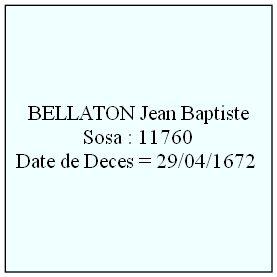 BELLATON Jean Baptiste
Sosa : 11760
Date de Deces = 29/04/1672